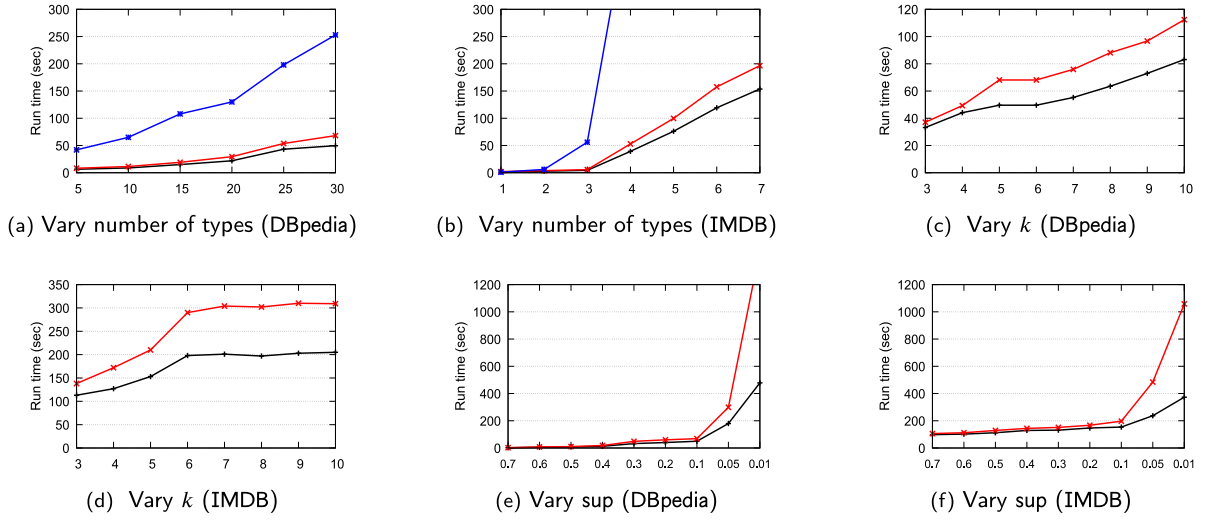 300
250
200
150
100
50
0
Run time (sec)
5 10 15 20 25 30
(a) Vary number of types (DBpedia)
300
250
200
150
100
50
0
Run time (sec)
1 2 3 4 5 6 7
(b) Vary number of types (IMDB)
120
100
80
60
40
20
0
Run time (sec)
3 4 5 6 7 8 9 10
(c) Vary k (DBpedia)
350
300
250
200
150
100
50
0
Run time (sec)
3 4 5 6 7 8 9 10
(d) Vary k (IMDB)
1200
1000
800
600
400
200
0
Run time (sec)
0.7 0.6 0.5 0.4 0.3 0.2 0.1 0.05 0.01
(e) Vary sup (DBpedia)
1200
1000
800
600
400
200
0
Run time (sec)
0.7 0.6 0.5 0.4 0.3 0.2 0.1 0.05 0.01
(f) Vary sup (IMDB)